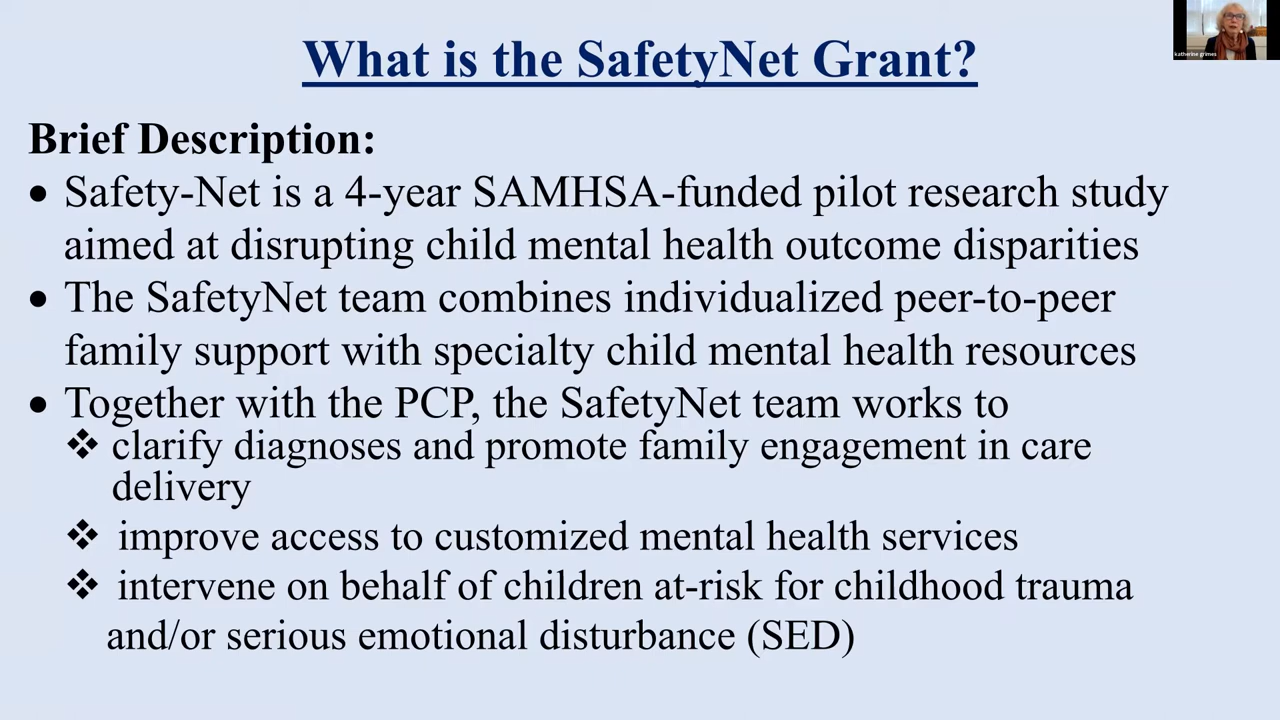 What is the SafetyNet Grant?
katherine grimes
Brief Description:
• Safety-Net is a 4-year SAMHSA-funded pilot research study
aimed at disrupting child mental health outcome disparities
• The SafetyNet team combines individualized peer-to-peer
family support with specialty child mental health resources
• Together with the PCP, the SafetyNet team works to
❖ clarify diagnoses and promote family engagement in care
delivery
❖ improve access to customized mental health services
❖ intervene on behalf of children at-risk for childhood trauma
and/or serious emotional disturbance (SED)